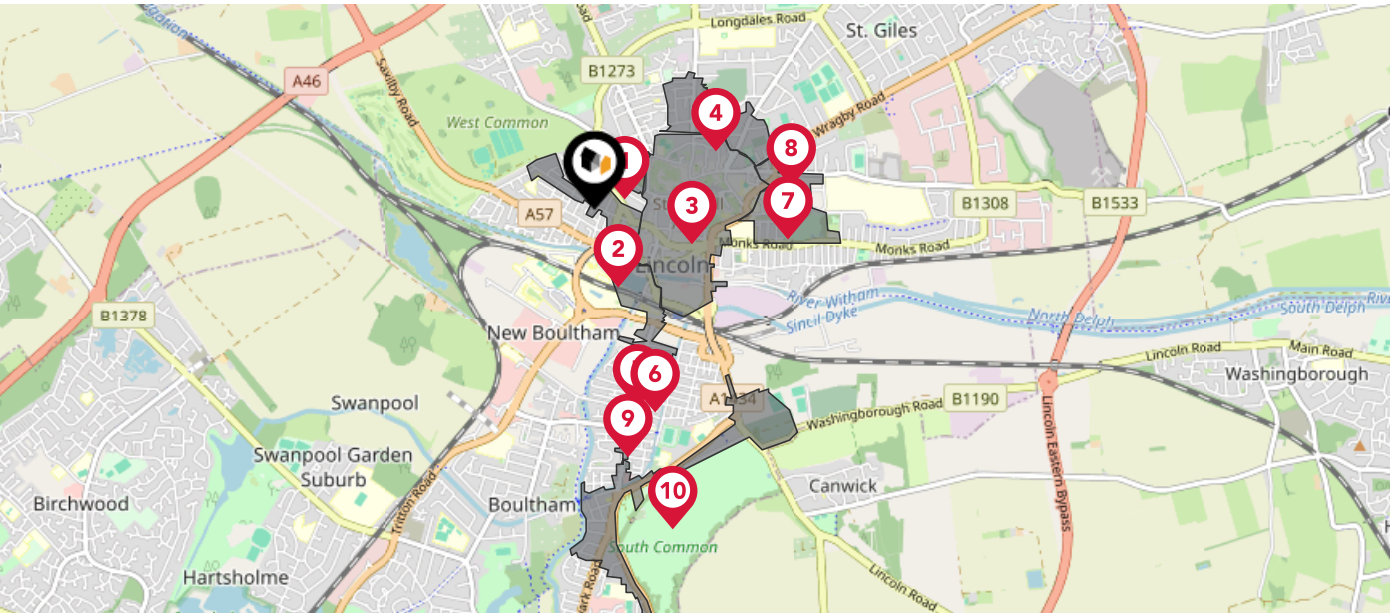 Longdales Road
St. Giles
B1273
A46
Saxilby Road
West Common
4
Wragby Road
8
A57
3
7
B1308
B1533
2
Monks Road
Monks Road
Lincoln
River Witham
Sincil Dyke
North Delph
South Delph
B1378
New Boultham
Lincoln Road
Main Road
Washingborough
6
Swanpool
B1190
9
Washingborough Road
Lincoln Eastern Bypass
Swanpool Garden
Suburb
Canwick
10
Birchwood
Tritton Road
Boultham
South Common
Hartsholme
Lincoln Road